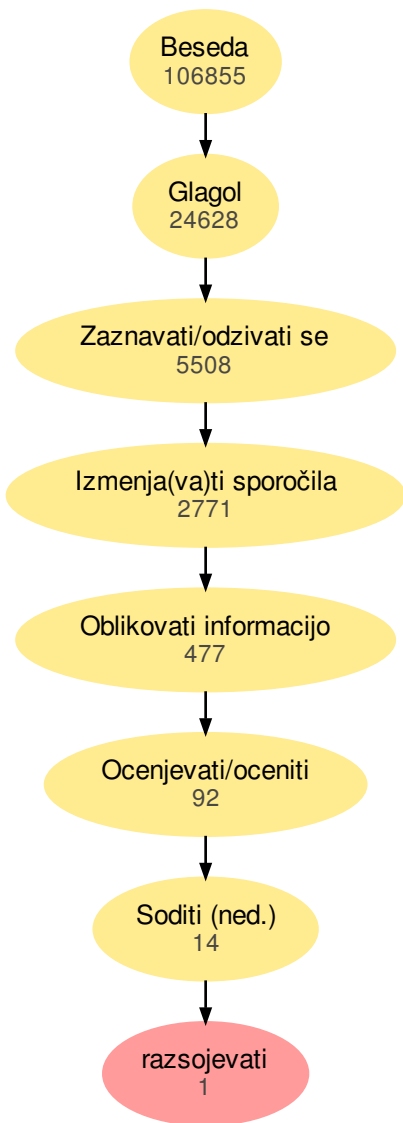 Beseda
106855
Glagol
24628
Zaznavati/odzivati se
5508
Izmenja(va)ti sporočila
2771
Oblikovati informacijo
477
Ocenjevati/oceniti
92
Soditi (ned.)
14
razsojevati
1